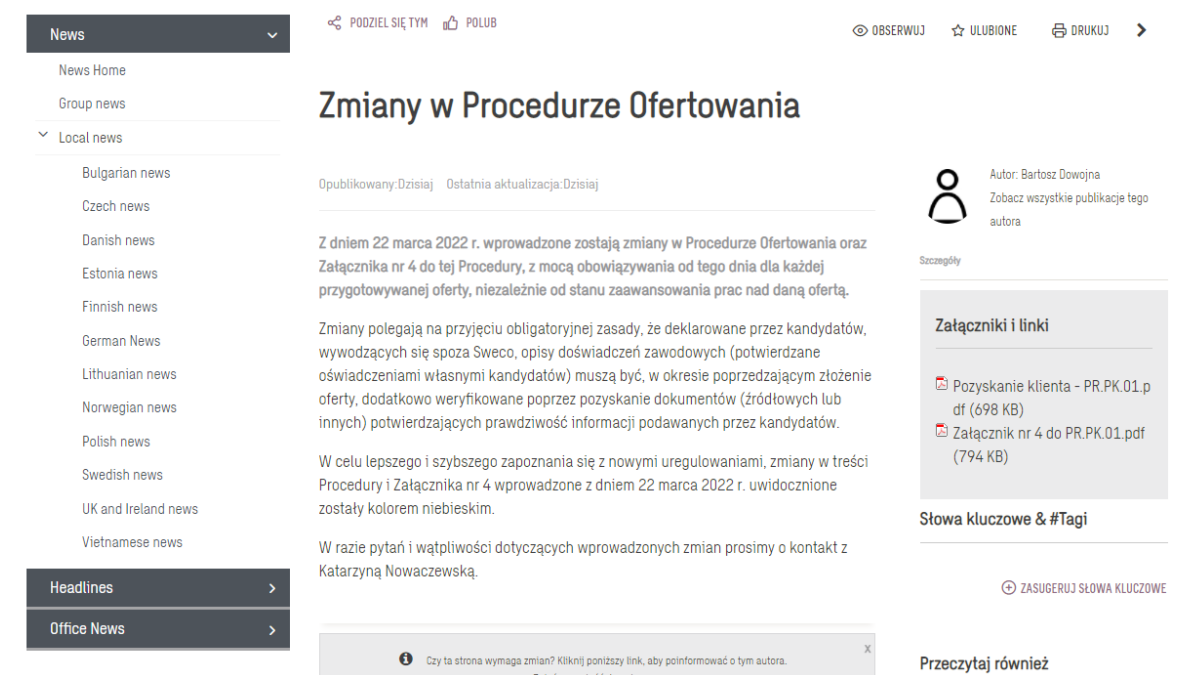 News
News Home
Group news
Local news
Bulgarian news
Czech news
Danish news
Estonia news
Finnish news
German News
Lithuanian news
Norwegian news
Polish news
Swedish news
UK and Ireland news
Vietnamese news
Headlines
Office News
PODZIEL SIĘ TYM POLUB
OBSERWUJ ULUBIONE DRUKUJ
Zmiany w Procedurze Ofertowania
Opublikowany:Dzisiaj Ostatnia aktualizacja:Dzisiaj
Z dniem 22 marca 2022 r. wprowadzone zostają zmiany w Procedurze Ofertowania oraz
Załącznika nr 4 do tej Procedury, z mocą obowiązywania od tego dnia dla każdej
przygotowywanej oferty, niezależnie od stanu zaawansowania prac nad daną ofertą.
Zmiany polegają na przyjęciu obligatoryjnej zasady, że deklarowane przez kandydatów,
wywodzących się spoza Sweco, opisy doświadczeń zawodowych (potwierdzane
oświadczeniami własnymi kandydatów) muszą być, w okresie poprzedzającym złożenie
oferty, dodatkowo weryfikowane poprzez pozyskanie dokumentów (źródłowych lub
innych) potwierdzających prawdziwość informacji podawanych przez kandydatów.
W celu lepszego i szybszego zapoznania się z nowymi uregulowaniami, zmiany w treści
Procedury i Załącznika nr 4 wprowadzone z dniem 22 marca 2022 r. uwidocznione
zostały kolorem niebieskim.
W razie pytań i wątpliwości dotyczących wprowadzonych zmian prosimy o kontakt z
Katarzyną Nowaczewską.
Czy ta strona wymaga zmian? Kliknij poniższy link, aby poinformować o tym autora.
x
Autor: Bartosz Dowojna
Zobacz wszystkie publikacje tego
autora
Szczegóły
Załączniki i linki
Pozyskanie klienta - PR.PK.01.p
df (698 KB)
Załącznik nr 4 do PR.PK.01.pdf
(794 KB)
Słowa kluczowe & #Tagi
ZASUGERUJ SŁOWA KLUCZOWE
Przeczytaj również